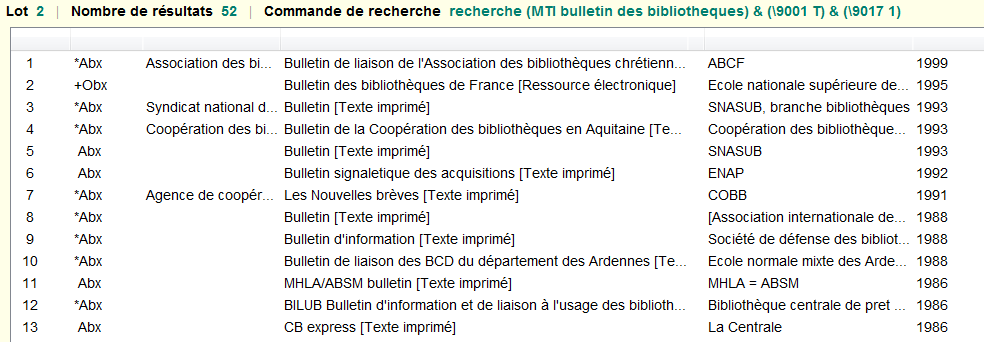 Lot 2 | Nombre de résultats 52 | Commande de recherche recherche (MTI bulletin des bibliotheques) & (\9001 T) & (\9017 1)
1 *Abx Association des bi... Bulletin de liaison de l'Association des bibliothèques chrétienn... ABCF 1999
2 +Obx Bulletin des bibliothèques de France [Ressource électronique] Ecole nationale supérieure de... 1995
3 *Abx Syndicat national d... Bulletin [Texte imprimé] SNASUB, branche bibliothèques 1993
4 *Abx Coopération des bi... Bulletin de la Coopération des bibliothèques en Aquitaine [Te... Coopération des bibliothèque... 1993
5 Abx Bulletin [Texte imprimé] SNASUB 1993
6 Abx Bulletin signaletique des acquisitions [Texte imprimé] ENAP 1992
7 *Abx Agence de coopér... Les Nouvelles brèves [Texte imprimé] COBB 1991
8 *Abx Bulletin [Texte imprimé] [Association internationale de... 1988
9 *Abx Bulletin d'information [Texte imprimé] Société de défense des bibliot... 1988
10 *Abx Bulletin de liaison des BCD du département des Ardennes [Te... Ecole normale mixte des Arde... 1988
11 Abx MHLA/ABSM bulletin [Texte imprimé] MHLA = ABSM 1986
12 *Abx BILUB Bulletin d'information et de liaison à l'usage des biblioth... Bibliothèque centrale de pret ... 1986
13 Abx CB express [Texte imprimé] La Centrale 1986